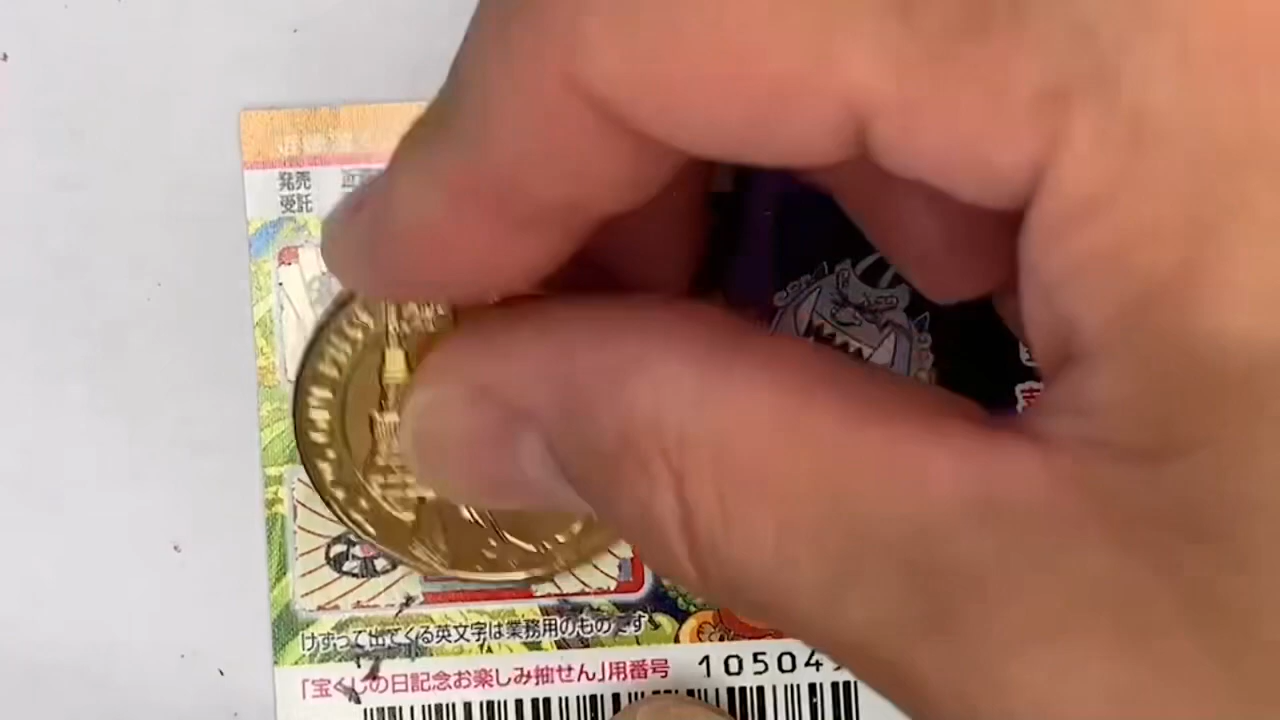 発売
受託
けずって出てくる英文字は業務用のものです
「宝くじの日記念お楽しみ抽せん」用番号 10504